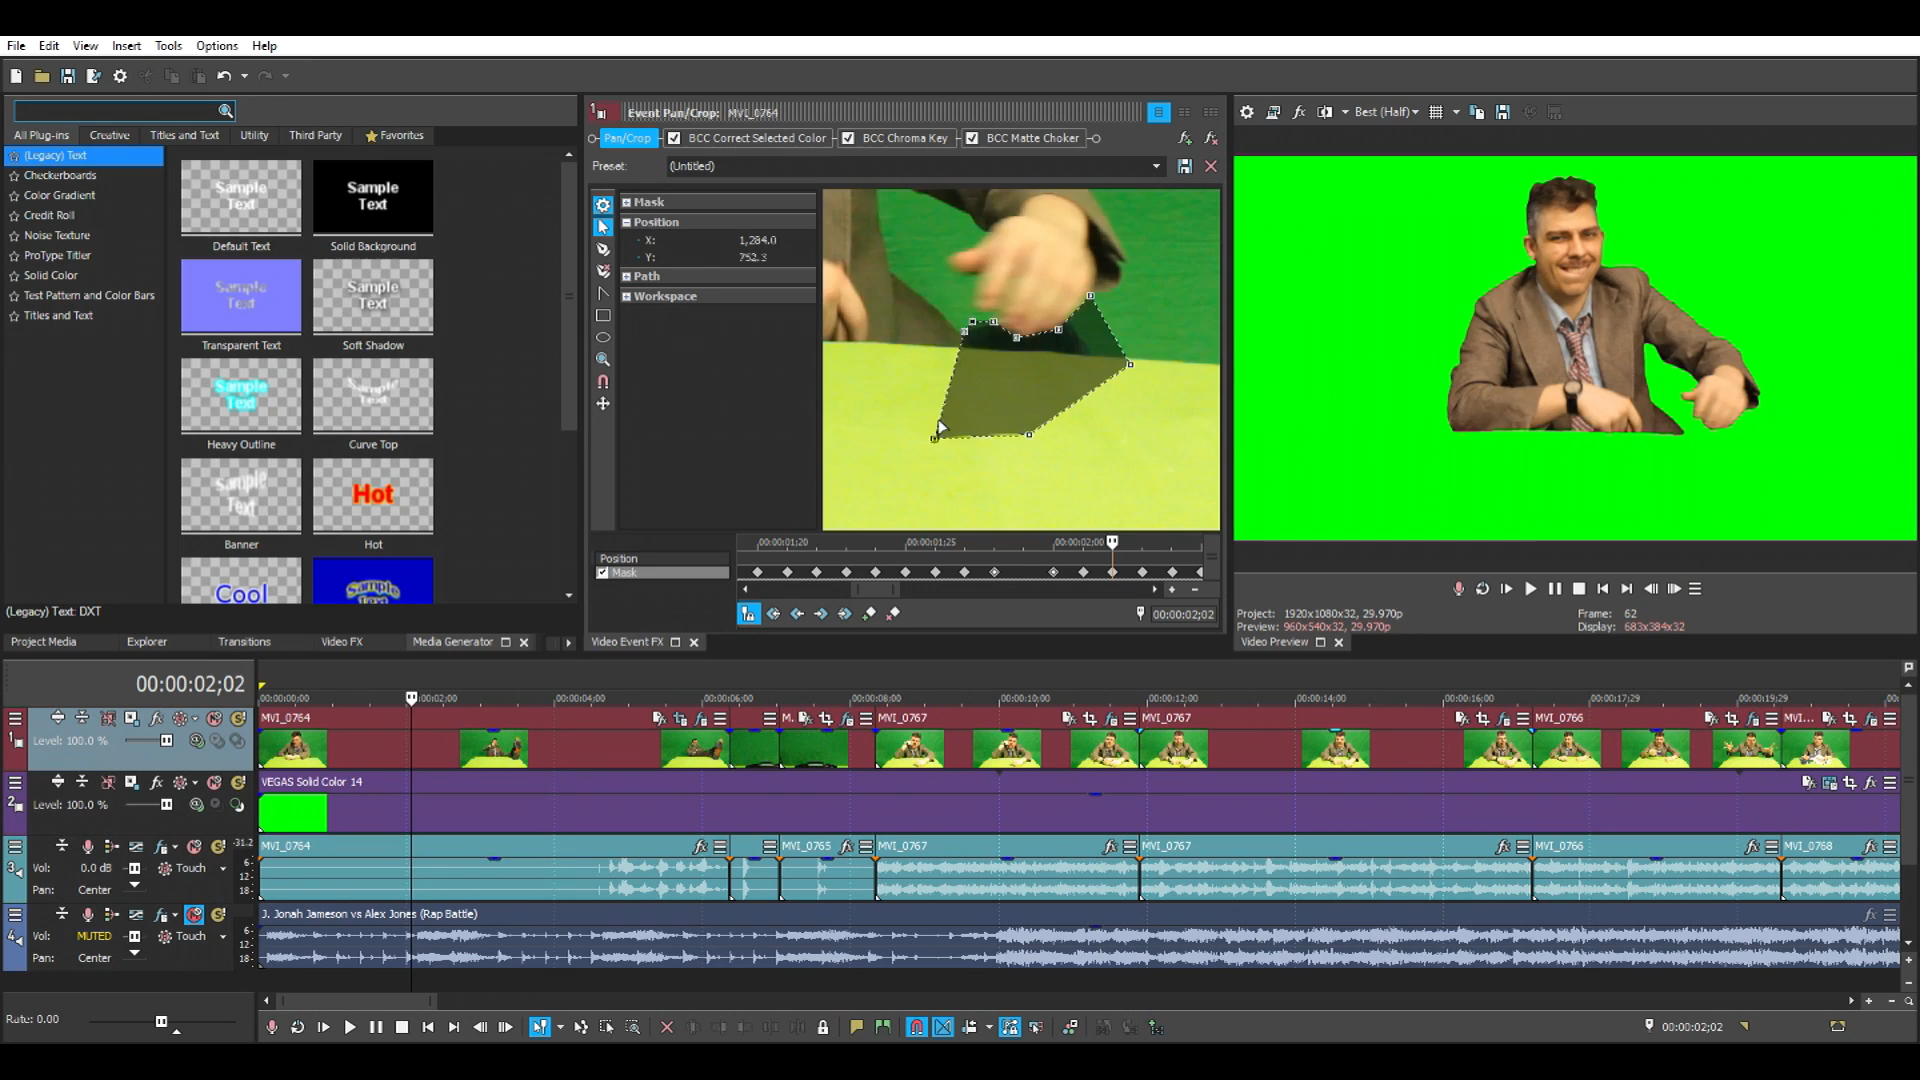 File Edit View Insert Tools Options Help
Event Pan/Crop: MVI_0764
Best (Half)
All Plug-ins Creative Titles and Text Utility Third Party Favorites
Pan/Crop BCC Correct Selected Color BCC Chroma Key BCC Matte Choker
Preset: (Untitled)
(Legacy) Text
Checkerboards
Color Gradient
Credit Roll
Noise Texture
ProType Titler
Solid Color
Test Pattern and Color Bars
Titles and Text
Sample Text
Sample Text
Default Text
Solid Background
Sample Text
Sample Text
Transparent Text
Soft Shadow
Sample Text
Sample Text
Heavy Outline
Curve Top
Sample Text
Hot
Banner
Hot
Cool
Sample
(Legacy) Text: DXT
Mask
Position
X: 1,284.0
Y: 752.3
Path
Workspace
00:00:01;20 00:00:01;25 00:00:02;00
Position
Mask
00:00:02;02
Project: 1920x1080x32, 29.970p
Preview: 960x540x32, 29.970p
Frame: 62
Display: 683x384x32
Project Media Explorer Transitions Video FX Media Generator
Video Event FX
Video Preview
00:00:02;02
00:00:00;00 00:00:02;00 00:00:04;00 00:00:06;00 00:00:08;00 00:00:10;00 00:00:12;00 00:00:14;00 00:00:16;00 00:00:17;29 00:00:19;29 00:
1
MVI_0764 M. MVI_0767 MVI_0767 MVI_0766 MVI...
Level: 100.0 %
2
VEGAS Solid Color 14
Level: 100.0 %
3
-31.2
MVI_0764 MVI_0765 MVI_0767 MVI_0767 MVI_0766 MVI_0768
Vol: 0.0 dB Touch
Pan: Center
6
12
18
4
J. Jonah Jameson vs Alex Jones (Rap Battle)
Vol: MUTED Touch
Pan: Center
6
12
18
Rate: 0.00
00:00:02;02